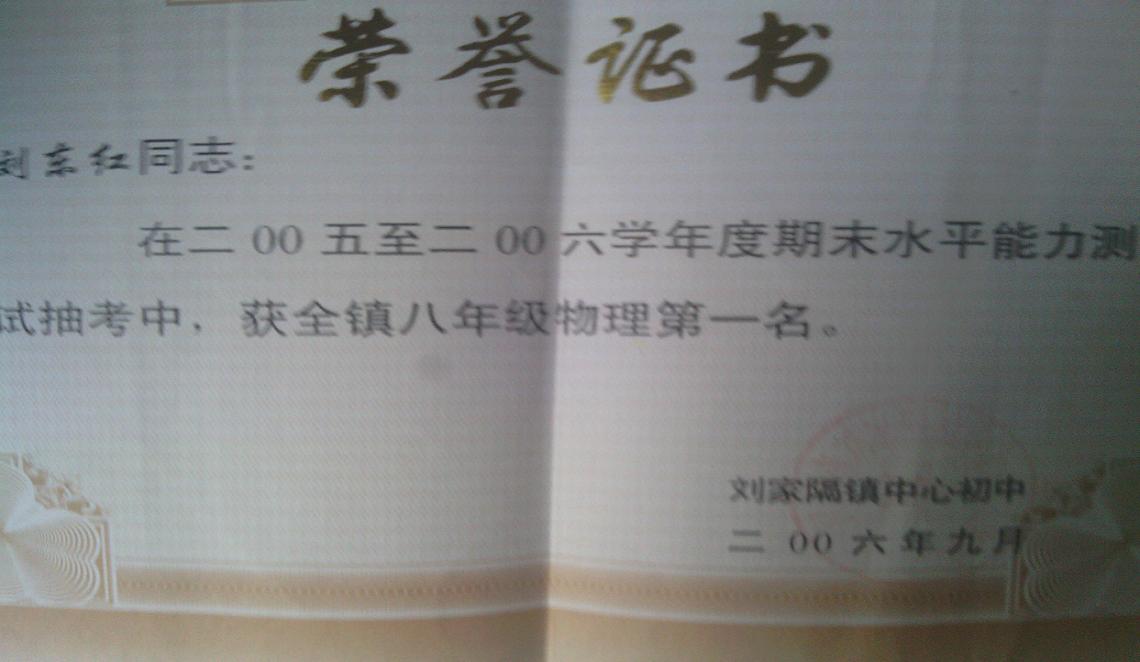 荣誉证书
刘东红同志：
在二00五至二00六学年度期末水平能力测
试抽考中，获全镇八年级物理第一名。
刘家隔镇中心初中
二00六年九月